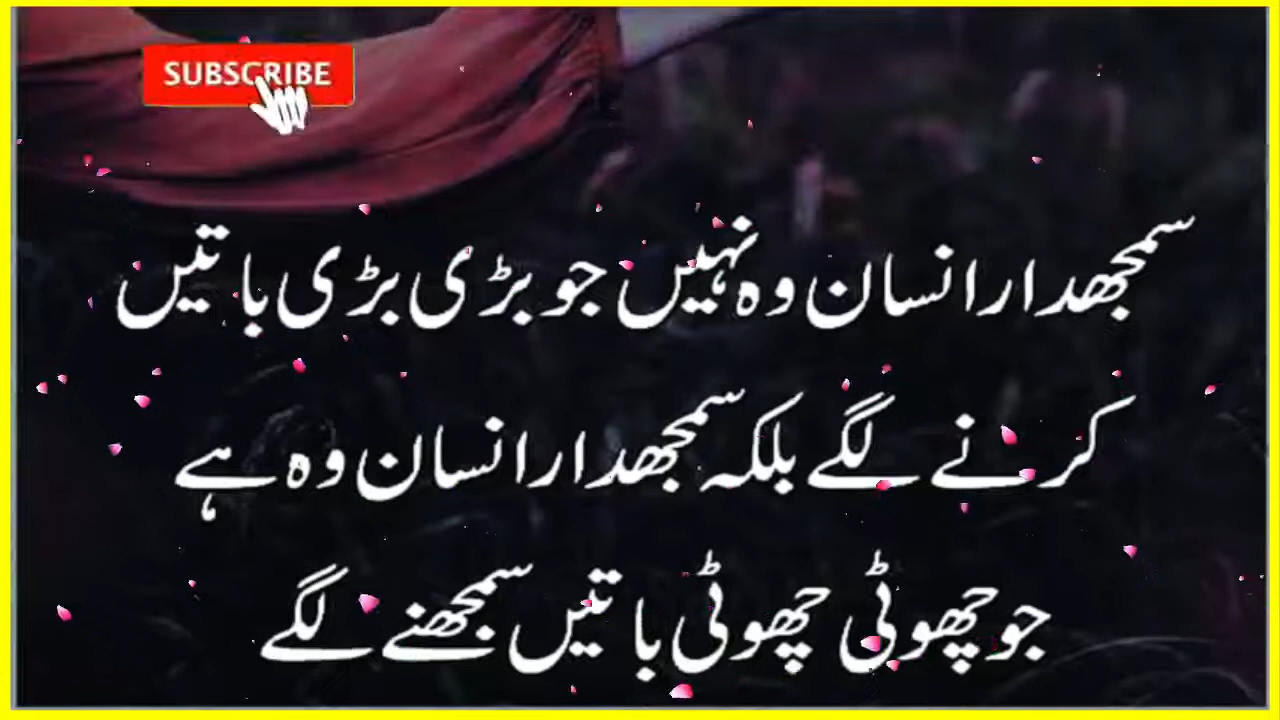 SUBSCRIBE
سمجھدار انسان وہ نہیں جو بڑی بڑی باتیں
کرنے لگے بلکہ سمجھدار انسان وہ ہے
جو چھوٹی چھوٹی باتیں سمجھنے لگے